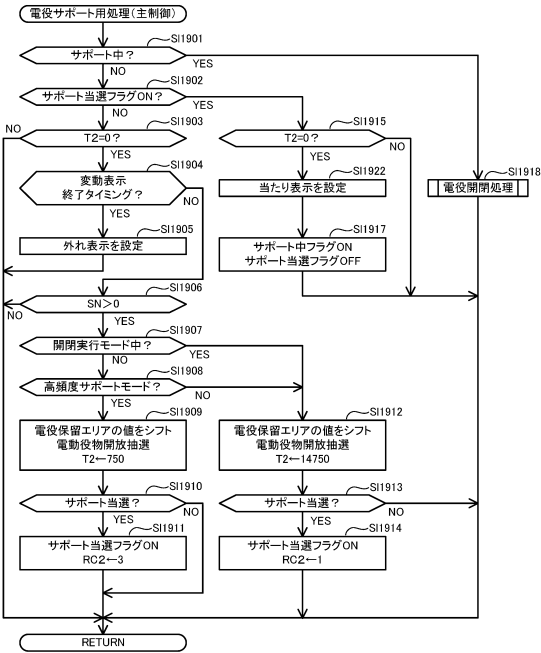 電役サポート用処理(主制御)
SI1901
サポート中?
YES
NO
SI1902
サポート当選フラグON?
YES
NO
SI1903
NO
T2=0?
YES
SI1915
T2=0?
NO
YES
SI1904
変動表示
終了タイミング?
NO
YES
SI1922
当たり表示を設定
SI1918
電役開閉処理
SI1905
外れ表示を設定
SI1917
サポート中フラグON
サポート当選フラグOFF
SI1906
SN>0
NO
YES
SI1907
開閉実行モード中?
YES
NO
SI1908
高頻度サポートモード?
NO
YES
SI1909
電役保留エリアの値をシフト
電動役物開放抽選
T2←750
SI1912
電役保留エリアの値をシフト
電動役物開放抽選
T2←14750
SI1910
サポート当選?
NO
YES
SI1913
サポート当選?
NO
YES
SI1911
サポート当選フラグON
RC2←3
SI1914
サポート当選フラグON
RC2←1
RETURN